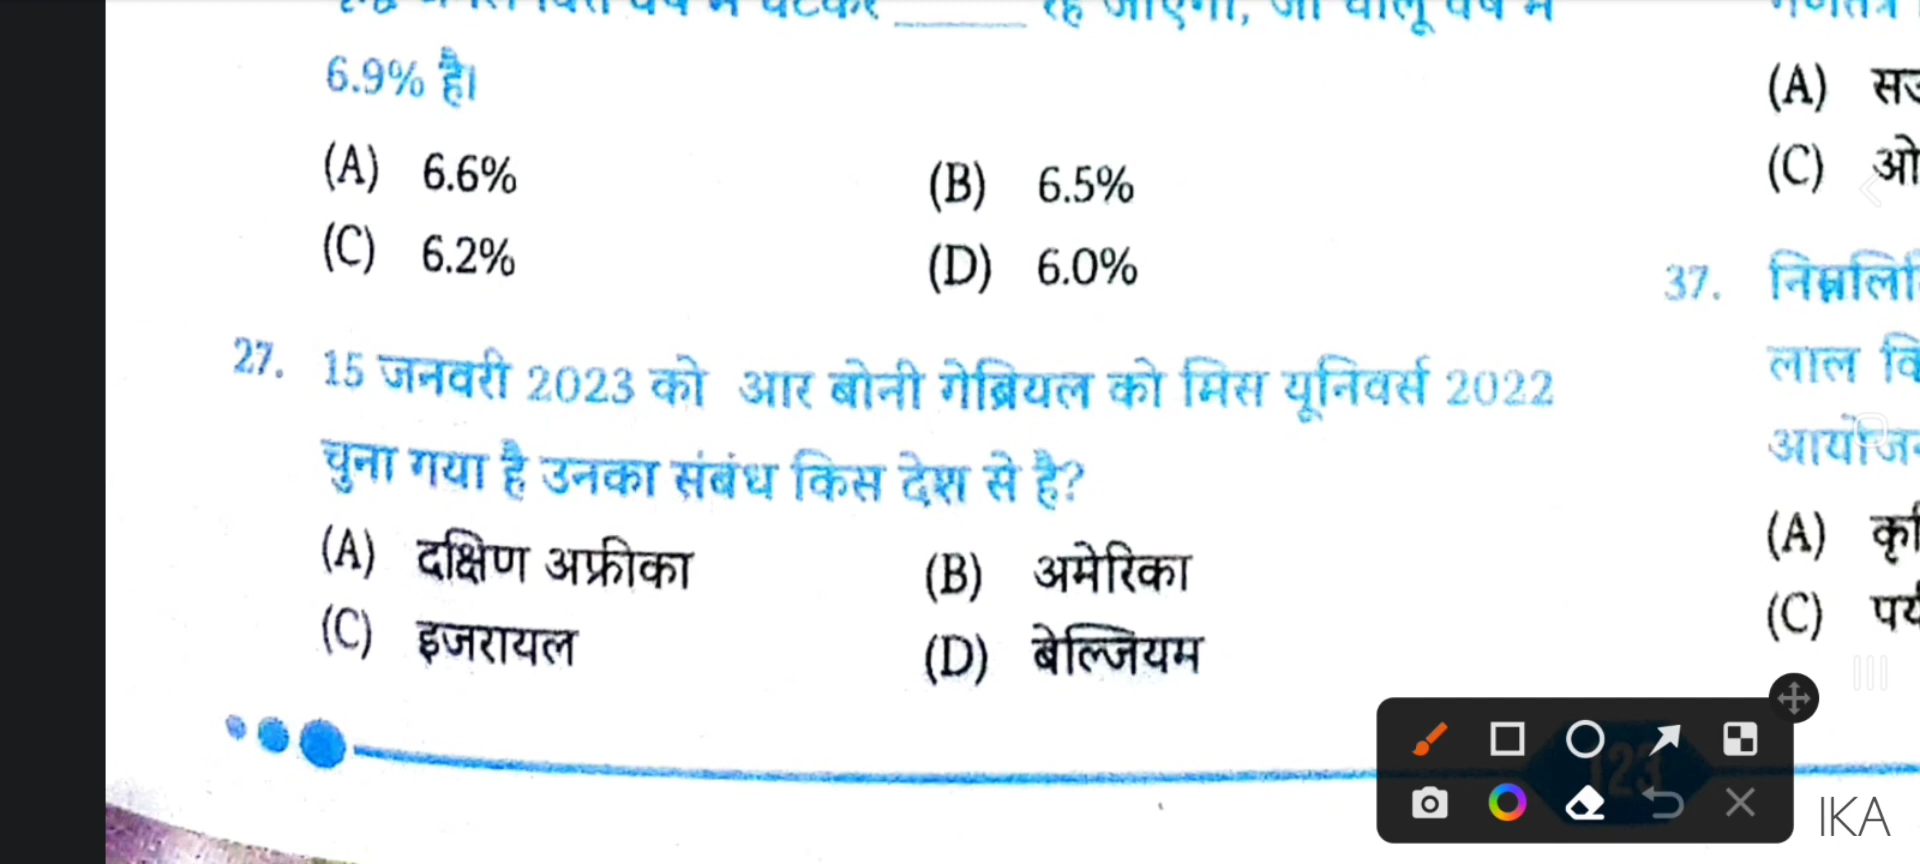 6.9% है।
(A) 6.6%
(B) 6.5%
(C) 6.2%
(D) 6.0%
27. 15 जनवरी 2023 को आर बोनी गेब्रियल को मिस यूनिवर्स 2022
चुना गया है उनका संबंध किस देश से है?
(A) दक्षिण अफ्रीका
(B) अमेरिका
(C) इजरायल
(D) बेल्जियम
(A)
(C)
37.
लाल
(A)
(C)
123
IKA